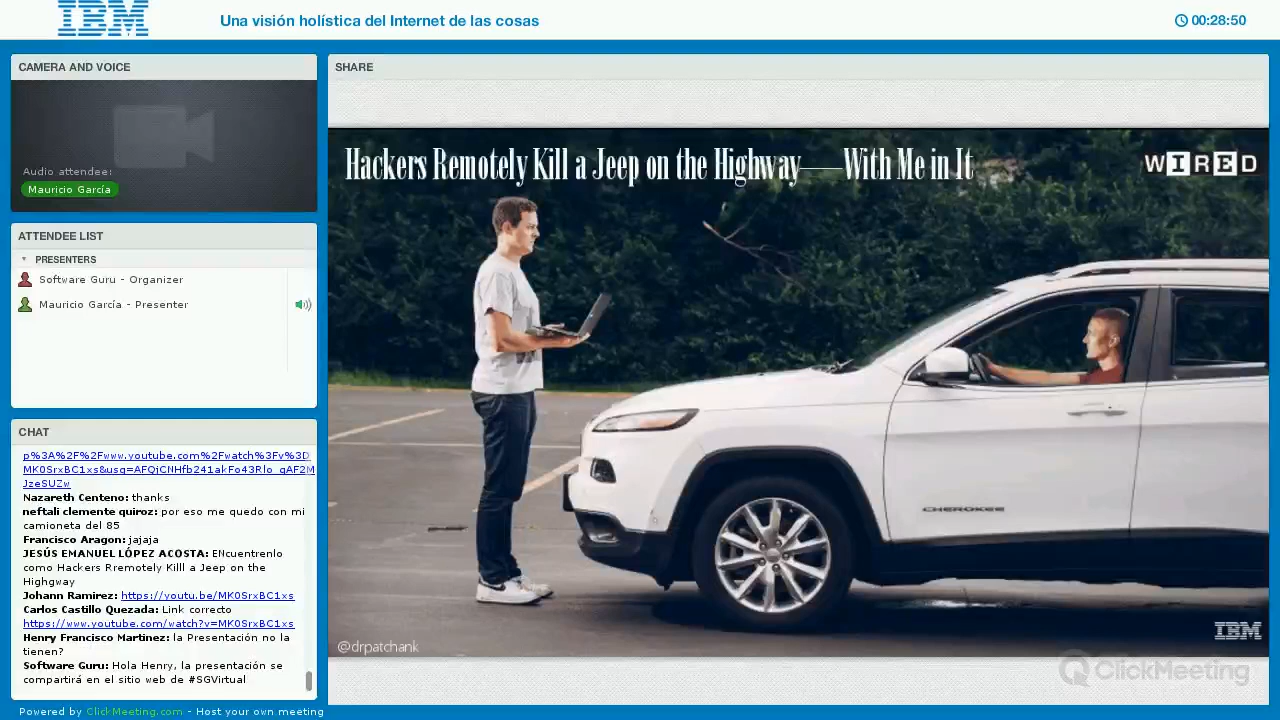 IBM
Una visión holística del Internet de las cosas
00:28:50
CAMERA AND VOICE
Audio attendee:
Mauricio García
ATTENDEE LIST
PRESENTERS
Software Guru - Organizer
Mauricio García - Presenter
CHAT
p%3A%2F%2Fwww.youtube.com%2Fwatch%3Fv%3D
MK0SrxBC1xs&usg=AFQjCNHfb241akFo43Rlo_gAF2M
JzeSUZw
Nazareth Centeno: thanks
neftali clemente quiroz: por eso me quedo con mi
camioneta del 85
Francisco Aragon: jajaja
JESÚS EMANUEL LÓPEZ ACOSTA: ENcuentrenlo
como Hackers Rremotely Killl a Jeep on the
Highgway
Johann Ramirez: https://youtu.be/MK0SrxBC1xs
Carlos Castillo Quezada: Link correcto
https://www.youtube.com/watch?v=MK0SrxBC1xs
Henry Francisco Martinez: la Presentación no la
tienen?
Software Guru: Hola Henry, la presentación se
compartirá en el sitio web de #SGVirtual
SHARE
Hackers Remotely Kill a Jeep on the Highway—With Me in It
WIRED
CHEROKEE
IBM
@drpatchank
ClickMeeting
Powered by ClickMeeting.com - Host your own meeting